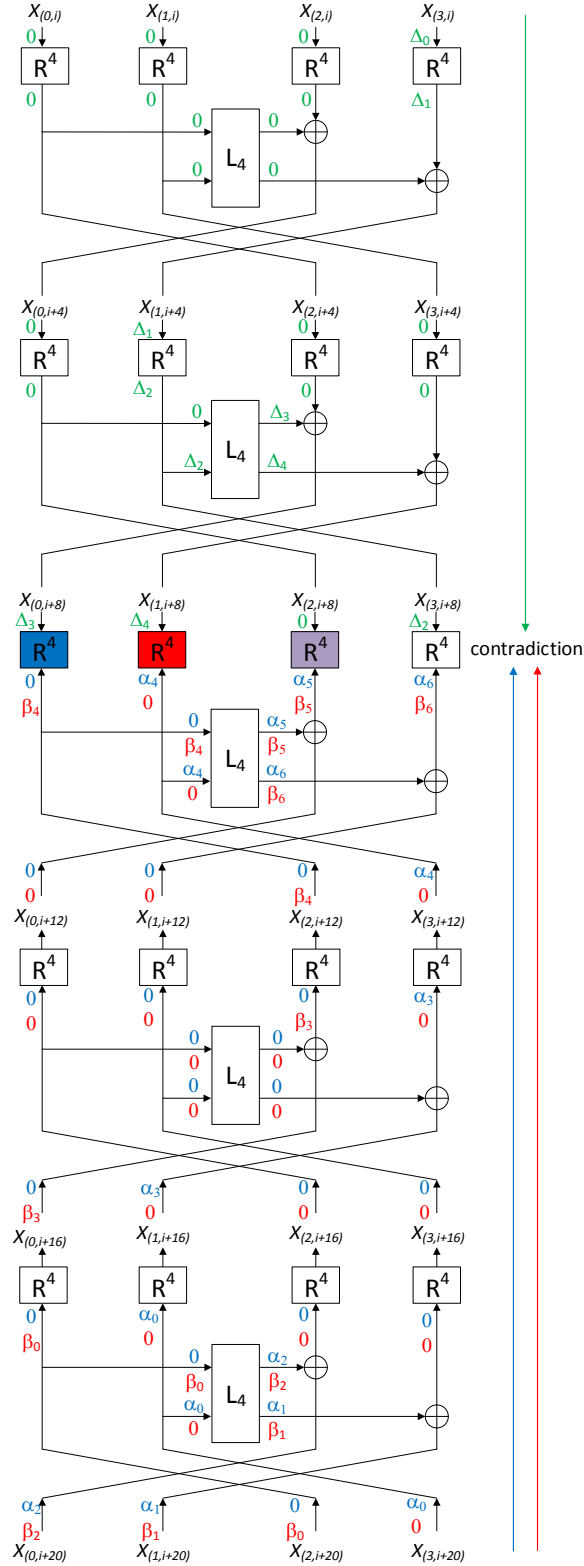 X(0,i) X(1,i) X(2,i) X(3,i)
0 0 0 Δ0
R⁴ R⁴ R⁴ R⁴
0 0 0 Δ1
0 0
L4
0 0
X(0,i+4) X(1,i+4) X(2,i+4) X(3,i+4)
0 Δ1 0 0
R⁴ R⁴ R⁴ R⁴
0 Δ2 0 0
0 Δ3
L4
Δ2 Δ4
X(0,i+8) X(1,i+8) X(2,i+8) X(3,i+8)
Δ3 Δ4 0 Δ2
R⁴ R⁴ R⁴ R⁴ contradiction
0 α4 α5 α6
β4 0 β5 β6
0 α5
β4 β5
L4
α4 α6
0 β6
0 0 0 α4
0 0 β4 0
X(0,i+12) X(1,i+12) X(2,i+12) X(3,i+12)
R⁴ R⁴ R⁴ R⁴
0 0 0 α3
0 0 β3 0
0 0
0 0
L4
0 0
0 0
0 α3 0 0
β3 0 0 0
X(0,i+16) X(1,i+16) X(2,i+16) X(3,i+16)
R⁴ R⁴ R⁴ R⁴
0 α0 0 0
β0 0 0 0
0 α2
β0 β2
L4
α0 α1
0 β1
α2 α1 0 α0
β2 β1 β0 0
X(0,i+20) X(1,i+20) X(2,i+20) X(3,i+20)